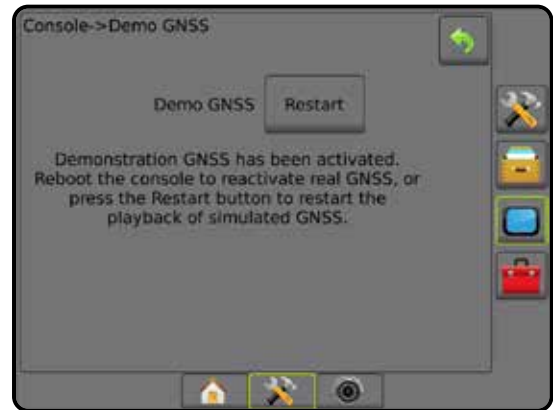 Console->Demo GNSS
Demo GNSS Restart
Demonstration GNSS has been activated.
Reboot the console to reactivate real GNSS, or
press the Restart button to restart the
playback of simulated GNSS.